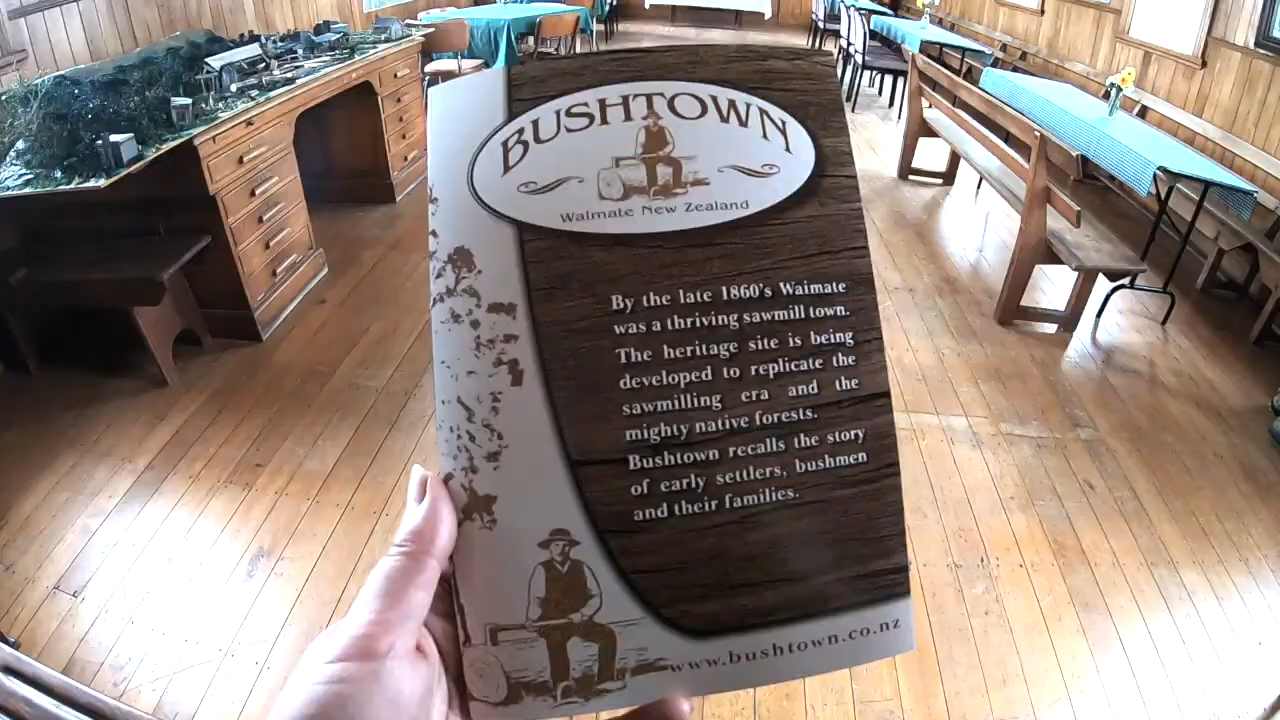 BUSHTOWN
Waimate New Zealand
By the late 1860's Waimate
was a thriving sawmill town.
The heritage site is being
developed to replicate the
sawmilling era and the
mighty native forests.
Bushtown recalls the story
of early settlers, bushmen
and their families.
www.bushtown.co.nz